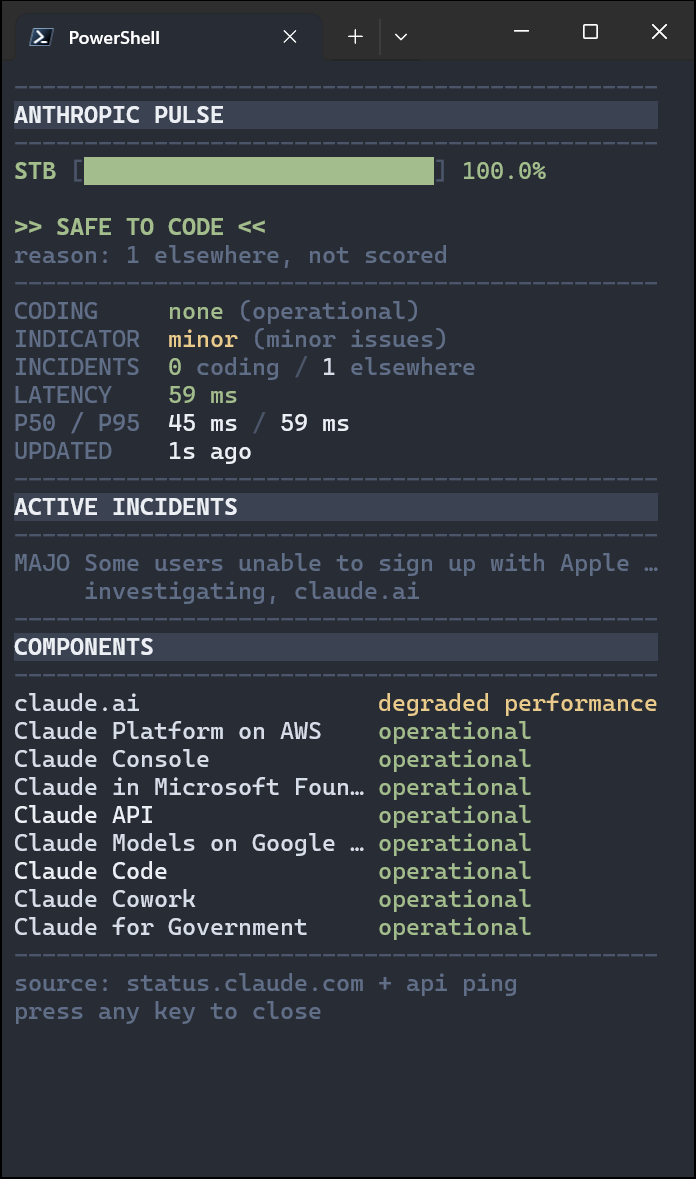 PowerShell
ANTHROPIC PULSE
STB [] 100.0%
>> SAFE TO CODE <<
reason: 1 elsewhere, not scored
CODING none (operational)
INDICATOR minor (minor issues)
INCIDENTS 0 coding / 1 elsewhere
LATENCY 59 ms
P50 / P95 45 ms / 59 ms
UPDATED 1s ago
ACTIVE INCIDENTS
MAJO Some users unable to sign up with Apple …
investigating, claude.ai
COMPONENTS
claude.ai degraded performance
Claude Platform on AWS operational
Claude Console operational
Claude in Microsoft Foun… operational
Claude API operational
Claude Models on Google … operational
Claude Code operational
Claude Cowork operational
Claude for Government operational
source: status.claude.com + api ping
press any key to close